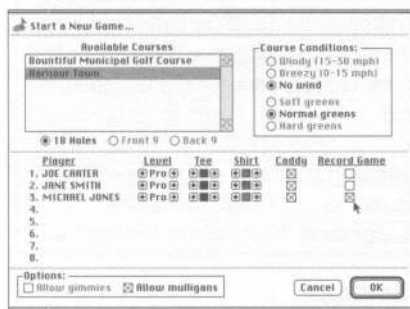 Start a New Game...
Available Courses
Bountiful Municipal Golf Course
Harbour Town
18 Holes Front 9 Back 9
Course Conditions:
Windy (15-30 mph)
Breezy (0-15 mph)
No wind
Soft greens
Normal greens
Hard greens
Player Level Tee Shirt Caddy Record Game
1. JOE CARTER Pro
2. JANE SMITH Pro
3. MICHAEL JONES Pro
4.
5.
6.
7.
8.
Options:
Allow gimmies Allow mulligans
Cancel OK